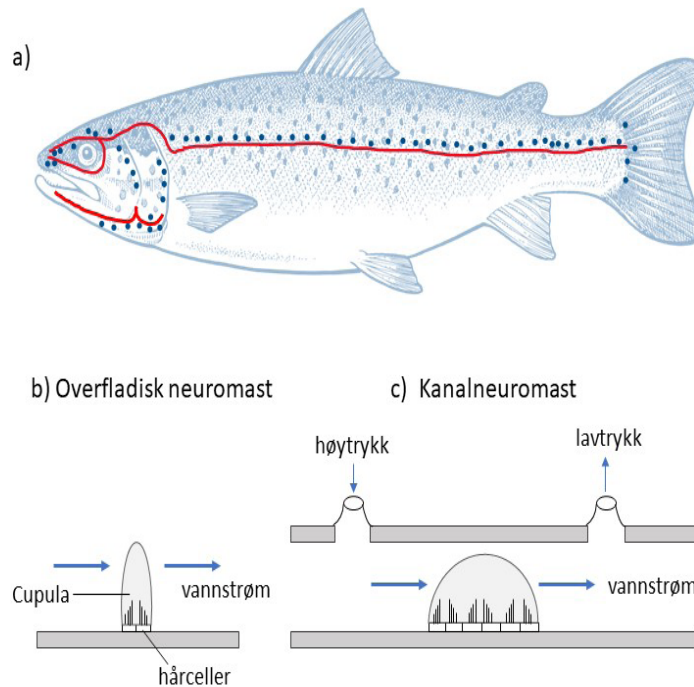 a)
b) Overfladisk neuromast
c) Kanalneuromast
høytrykk
lavtrykk
Cupula
vannstrøm
vannstrøm
hårceller